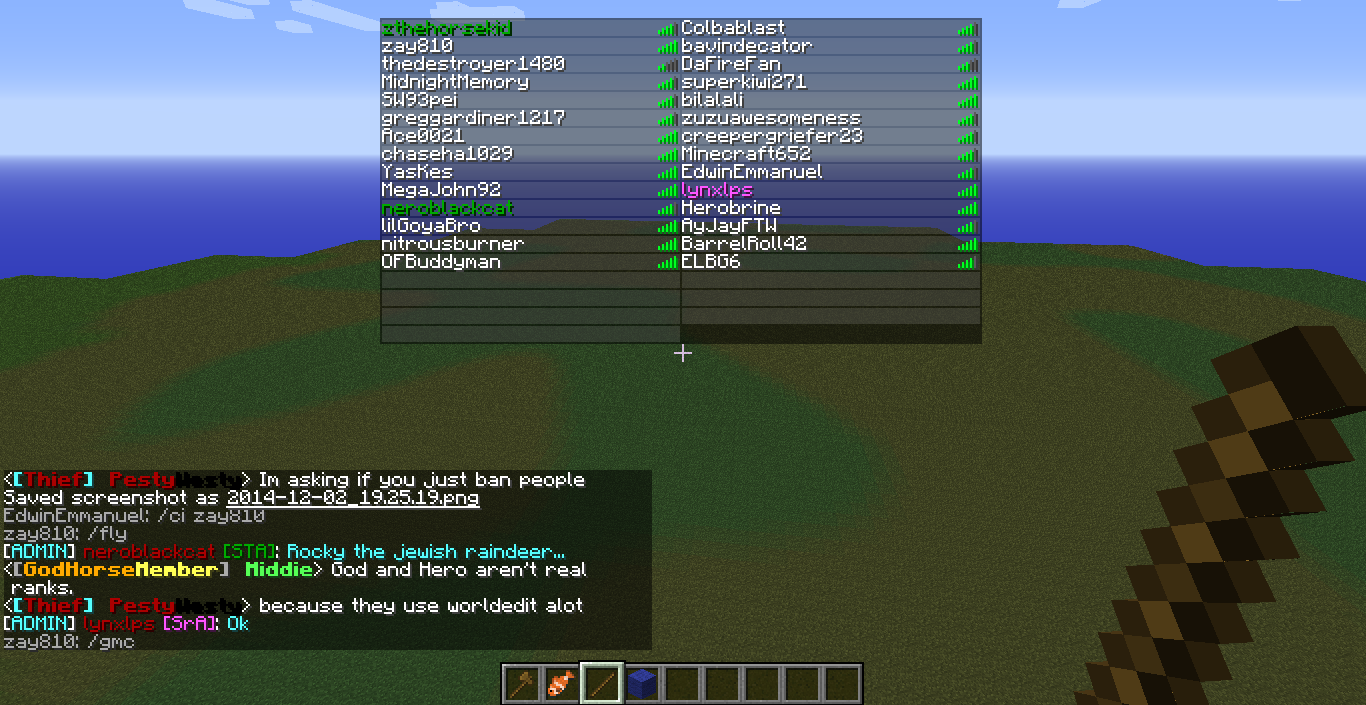 zthehorsekid Colbablast
zay810 bavindecator
thedestroyer1480 DaFireFan
MidnightMemory superkiwi271
SW93pei bilalali
greggardiner1217 zuzuawesomeness
Ace0021 creepergriefer23
chaseha1029 Minecraft652
YasKes EdwinEmmanuel
MegaJohn92 lynxlps
neroblackcat Herobrine
lilGoyaBro AyJayFTW
nitrousburner BarrelRoll42
OFBuddyman ELBG6
<[Thief] PestyNesty> Im asking if you just ban people
Saved screenshot as 2014-12-02_19.25.19.png
EdwinEmmanuel: /ci zay810
zay810: /fly
[ADMIN] neroblackcat [STA]: Rocky the jewish raindeer...
<[GodHorseMember] Middie> God and Hero aren't real
ranks.
<[Thief] PestyNesty> because they use worldedit alot
[ADMIN] lynxlps [SrA]: Ok
zay810: /gmc